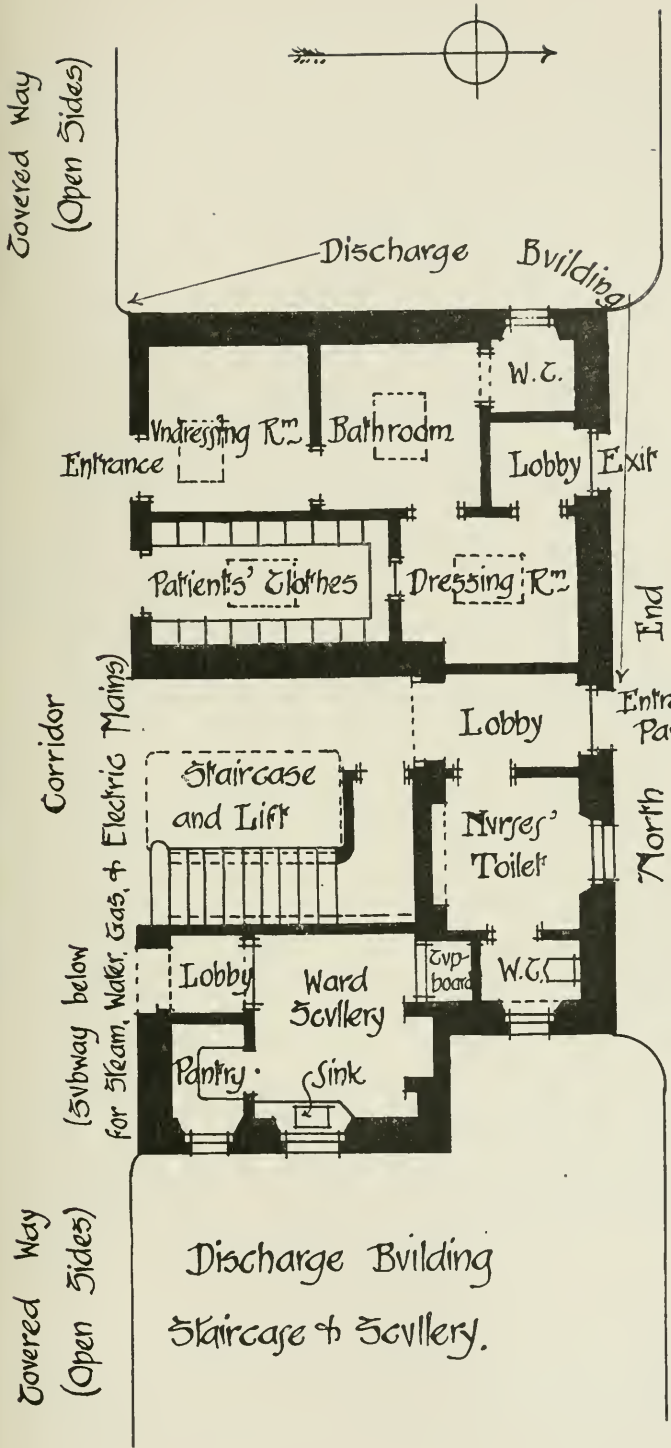 Covered Way
(Open Sides)
Discharge Building
Undressing Rm
Bathroom
W.C.
Entrance
Lobby
Exit
Patients' Clothes
Dressing Rm
End
Corridor
(Subway below
for Steam, Water, Gas, & Electric Mains)
Lobby
Staircase
and Lift
Nurses'
Toilet
North
Lobby
Ward
Scullery
Cup-
board
W.C.
Pantry
Sink
Covered Way
(Open Sides)
Discharge Building
Staircase & Scullery.